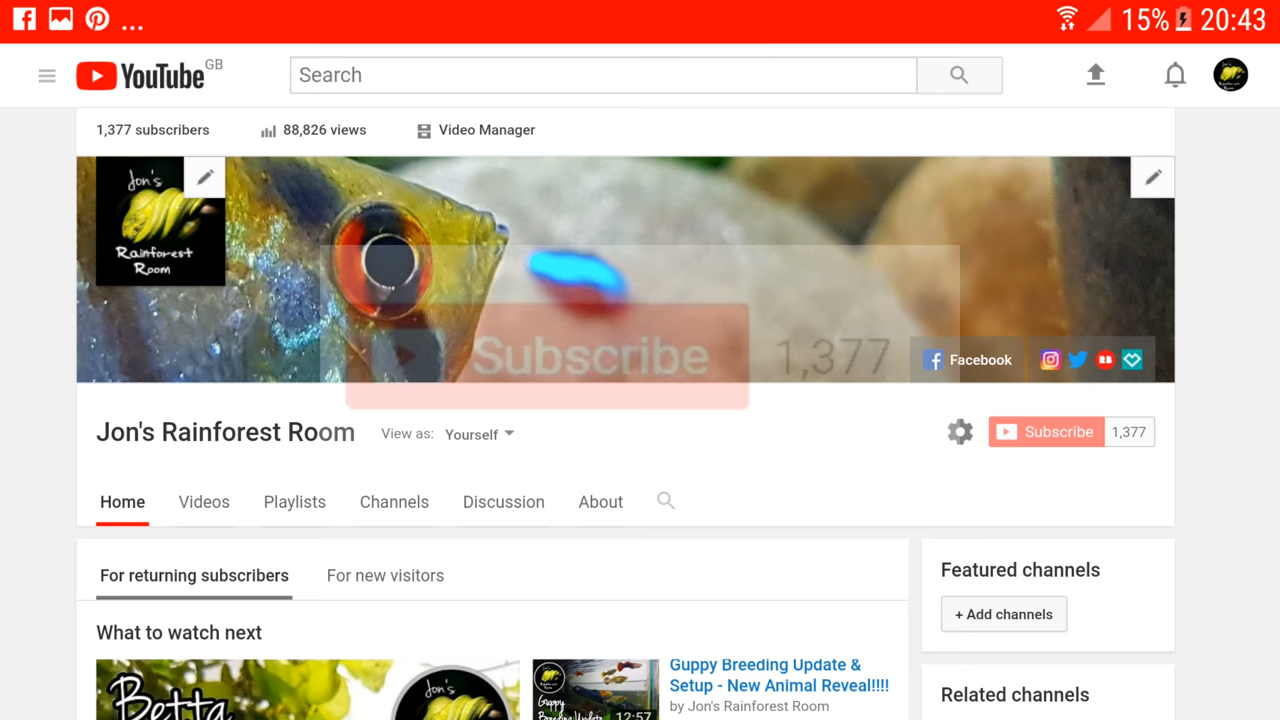 ... 15% 20:43
YouTube GB Search
1,377 subscribers 88,826 views Video Manager
Jon's
Rainforest
Room
Subscribe 1,377
Facebook
Jon's Rainforest Room View as: Yourself Subscribe 1,377
Home Videos Playlists Channels Discussion About
For returning subscribers For new visitors
Featured channels
+ Add channels
What to watch next
Betta
Jon's
Guppy
Breeding Update
12:57
Guppy Breeding Update &
Setup - New Animal Reveal!!!!
by Jon's Rainforest Room
Related channels